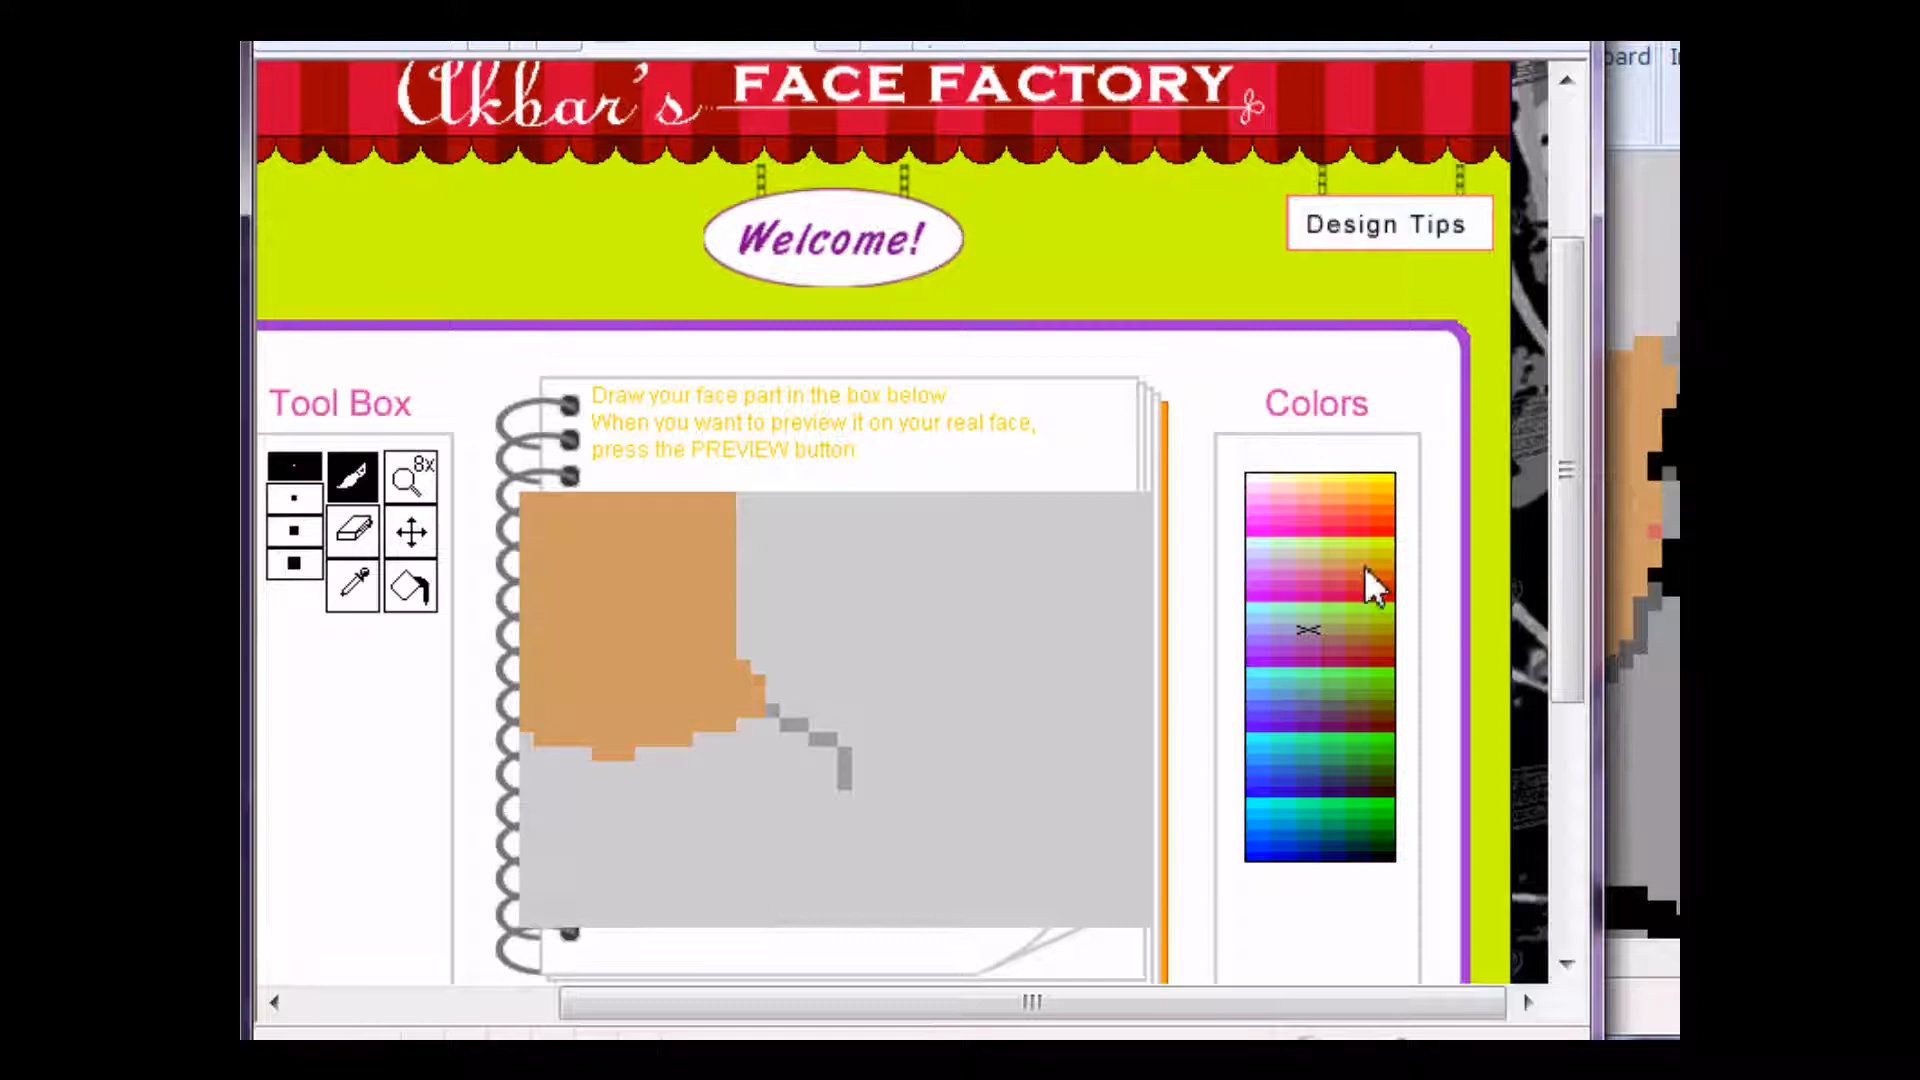 Akbar's FACE FACTORY
Welcome!
Design Tips
Tool Box
Draw your face part in the box below
When you want to preview it on your real face,
press the PREVIEW button
Colors
8x